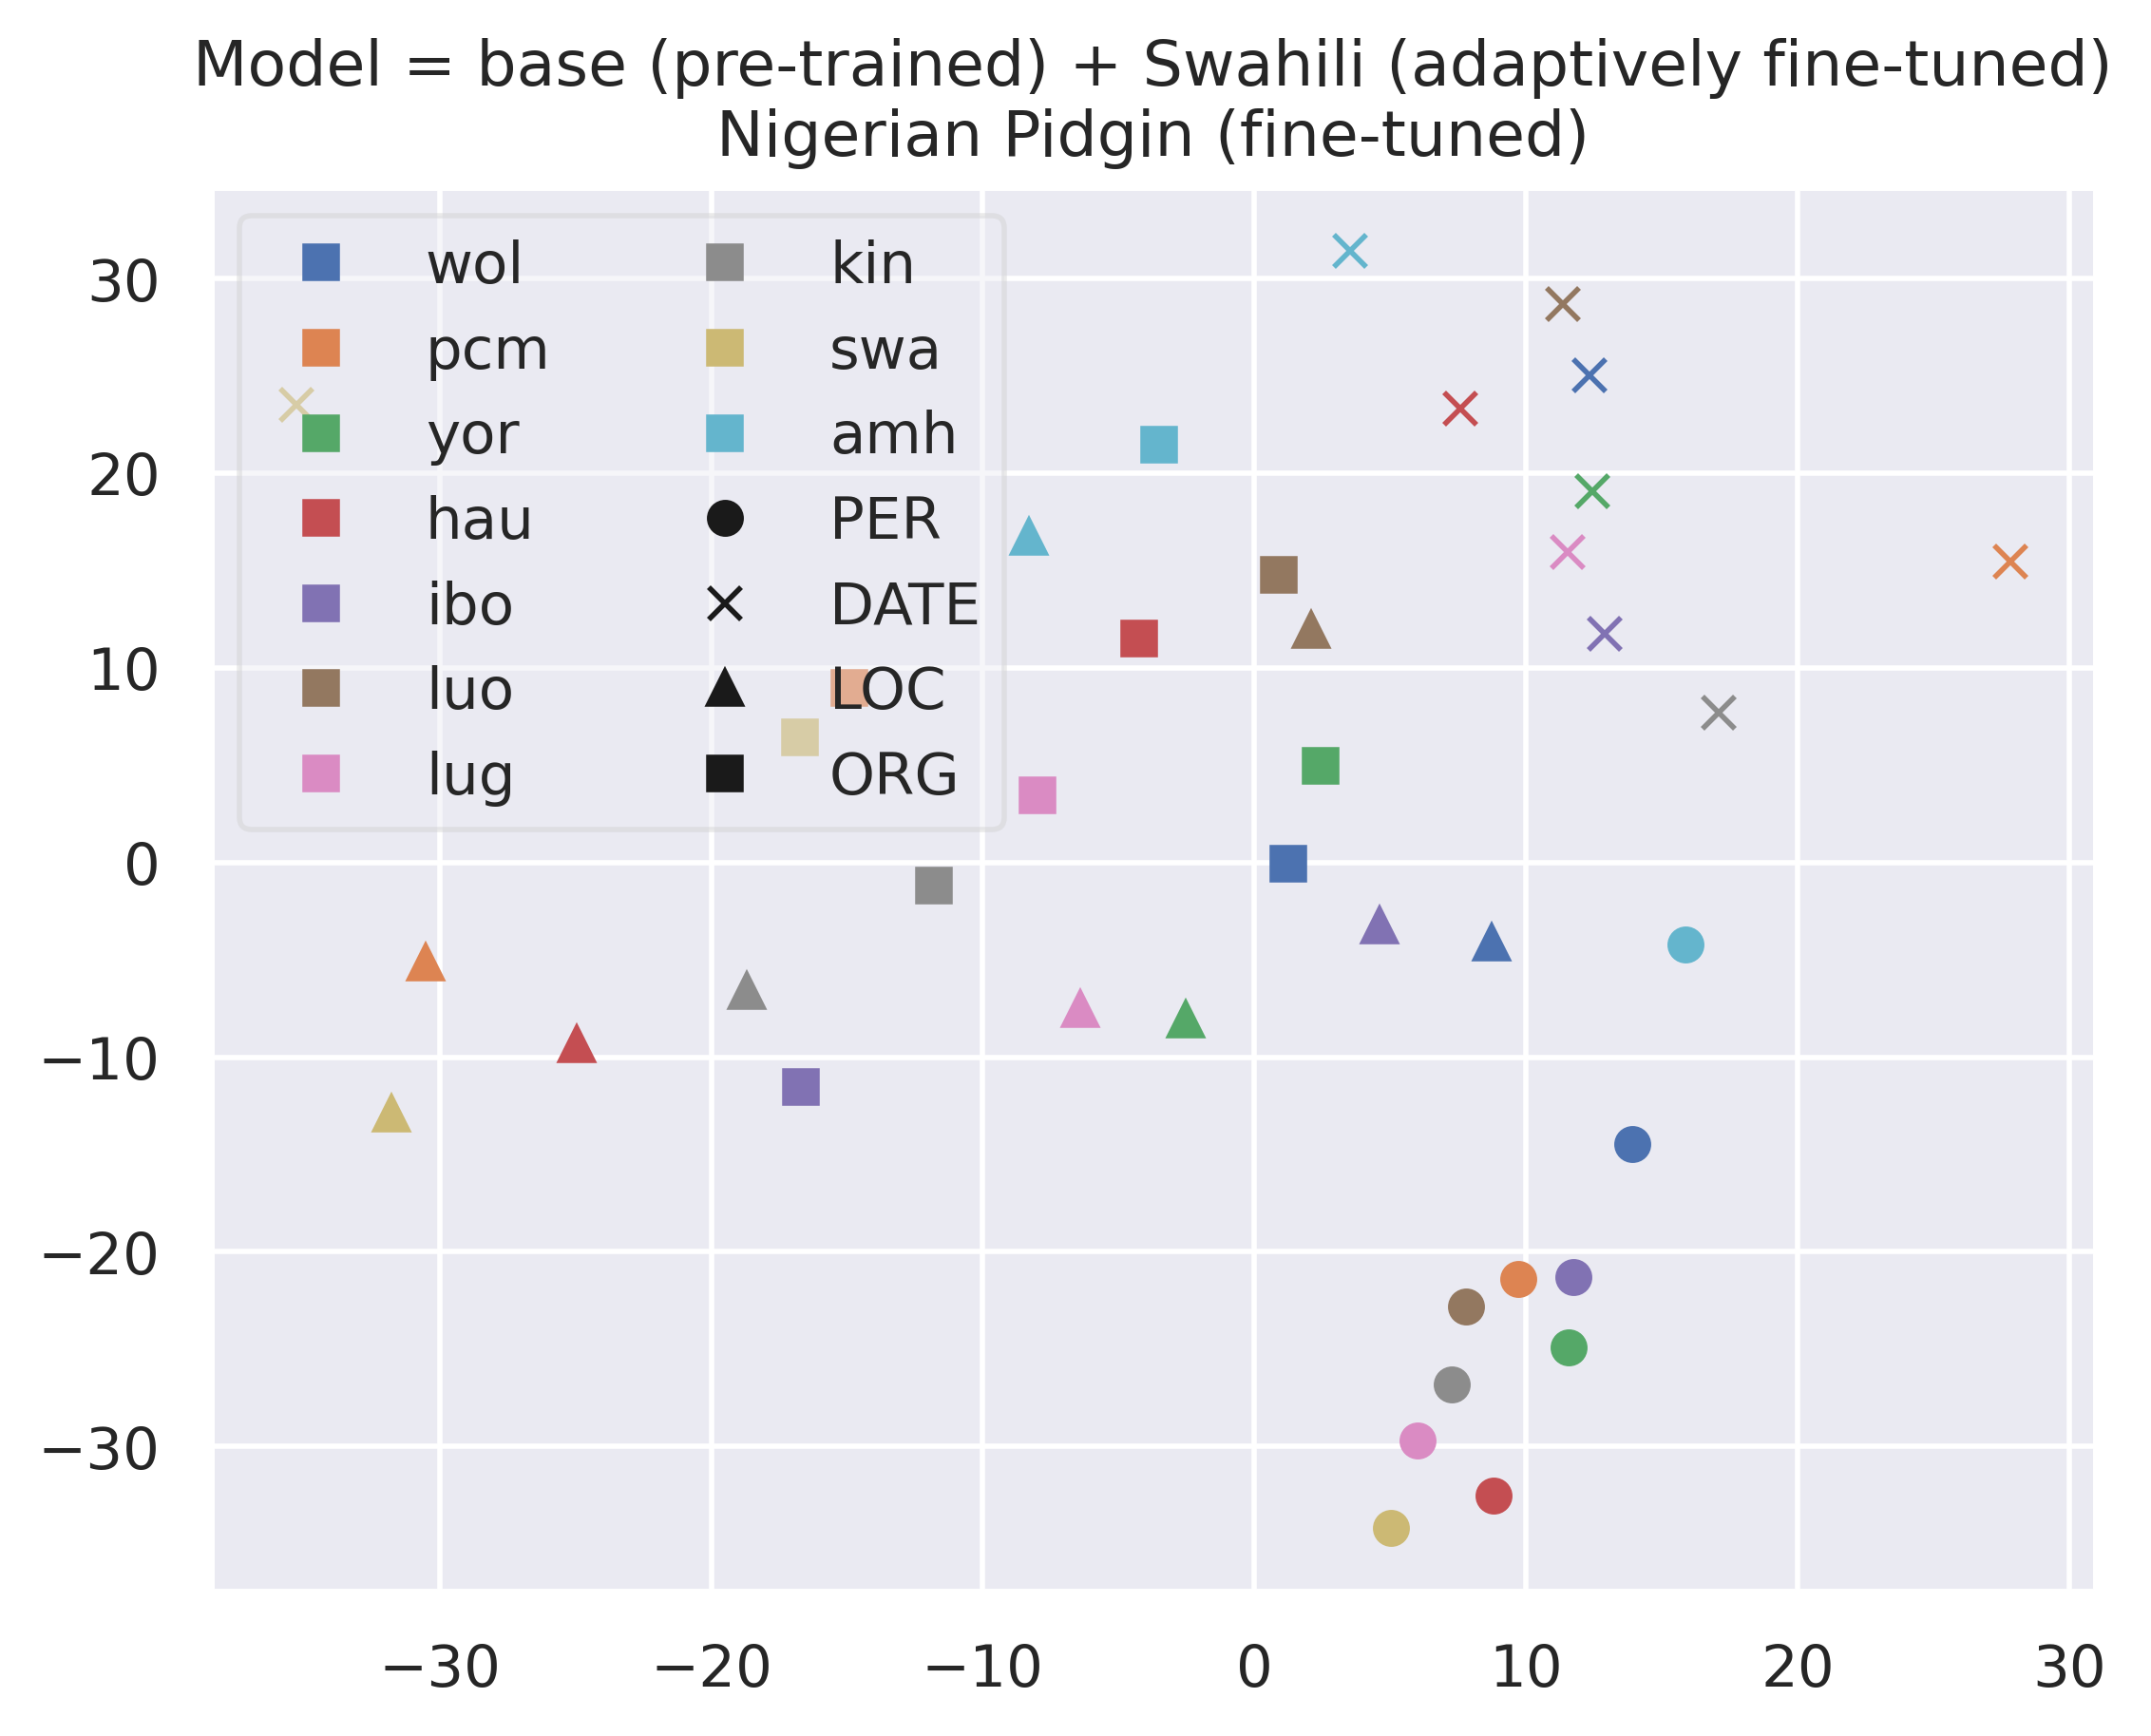 Model = base (pre-trained) + Swahili (adaptively fine-tuned)
Nigerian Pidgin (fine-tuned)
wol
pcm
yor
hau
ibo
luo
lug
kin
swa
amh
PER
DATE
LOC
ORG
30
20
10
0
−10
−20
−30
−30
−20
−10
0
10
20
30